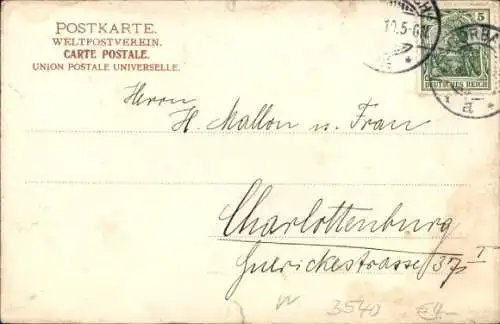 POSTKARTE.
WELTPOSTVEREIN.
CARTE POSTALE.
UNION POSTALE UNIVERSELLE.
5
DEUTSCHES REICH
Herrn
H. Mallon u. Frau
Charlottenburg
Guerickestrasse 37 I
3540